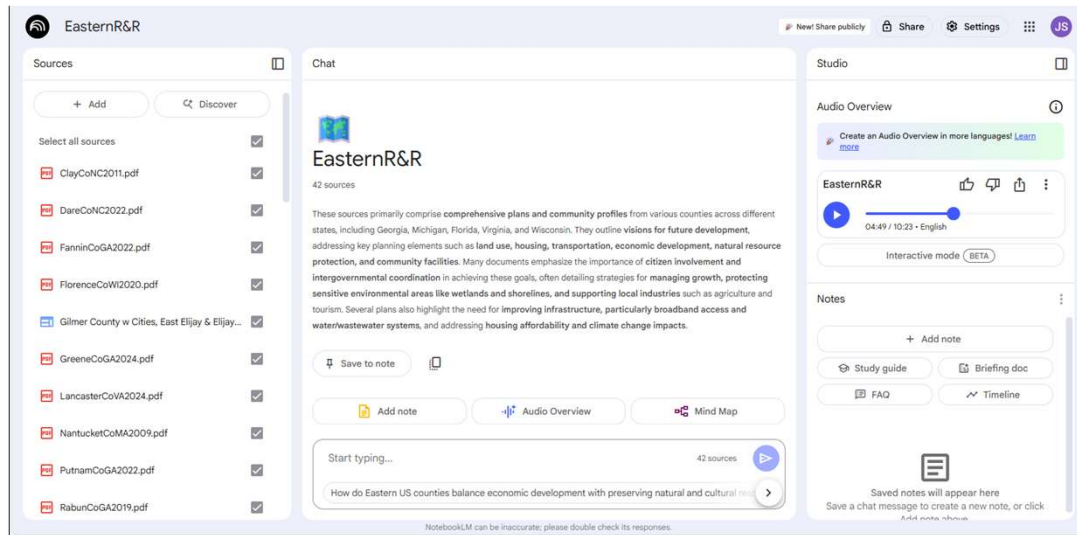 EasternR&R
New! Share publicly
Share
Settings
JS
Sources
+ Add
Discover
Select all sources
ClayCoNC2011.pdf
DareCoNC2022.pdf
FanninCoGA2022.pdf
FlorenceCoWI2020.pdf
Gilmer County w Cities, East Elijay & Elijay...
GreeneCoGA2024.pdf
LancasterCoVA2024.pdf
NantucketCoMA2009.pdf
PutnamCoGA2022.pdf
RabunCoGA2019.pdf
Chat
EasternR&R
42 sources
These sources primarily comprise comprehensive plans and community profiles from various counties across different
states, including Georgia, Michigan, Florida, Virginia, and Wisconsin. They outline visions for future development,
addressing key planning elements such as land use, housing, transportation, economic development, natural resource
protection, and community facilities. Many documents emphasize the importance of citizen involvement and
intergovernmental coordination in achieving these goals, often detailing strategies for managing growth, protecting
sensitive environmental areas like wetlands and shorelines, and supporting local industries such as agriculture and
tourism. Several plans also highlight the need for improving infrastructure, particularly broadband access and
water/wastewater systems, and addressing housing affordability and climate change impacts.
Save to note
Add note
Audio Overview
Mind Map
Start typing...
42 sources
How do Eastern US counties balance economic development with preserving natural and cultural
NotebookLM can be inaccurate; please double check its responses.
Studio
Audio Overview
Create an Audio Overview in more languages! Learn
more
EasternR&R
04:49 / 10:23 • English
Interactive mode BETA
Notes
+ Add note
Study guide
Briefing doc
FAQ
Timeline
Saved notes will appear here
Save a chat message to create a new note, or click
Add note above